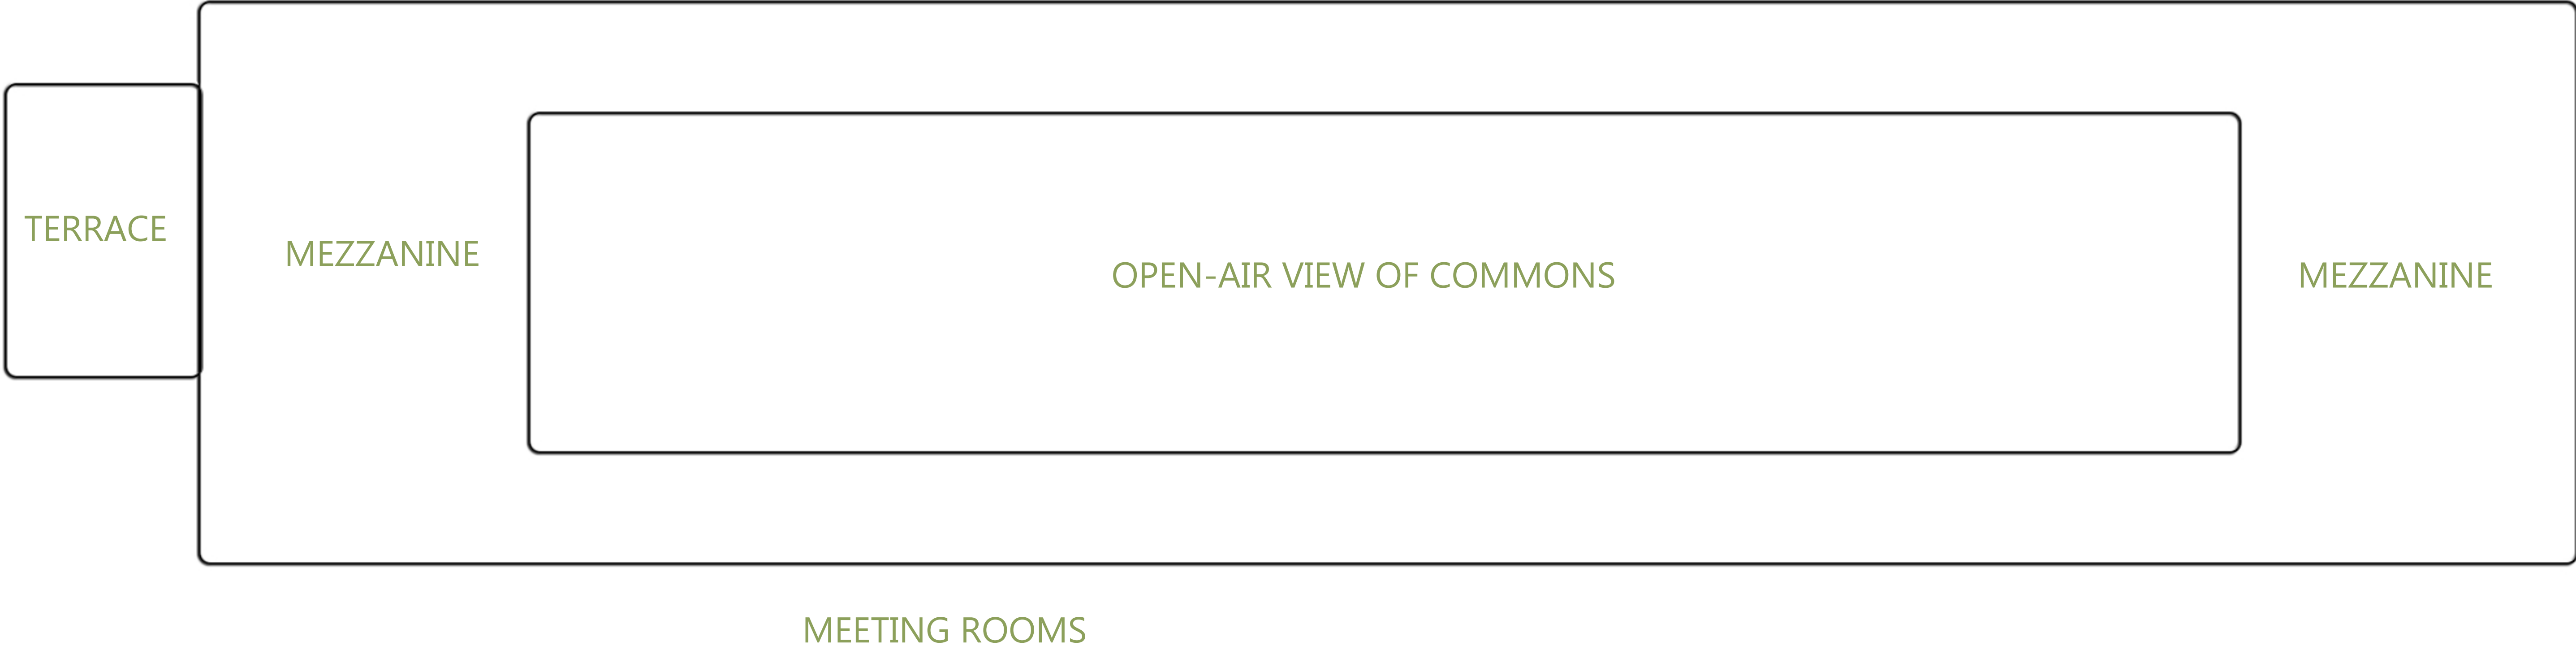 TERRACE
MEZZANINE
OPEN-AIR VIEW OF COMMONS
MEZZANINE
MEETING ROOMS